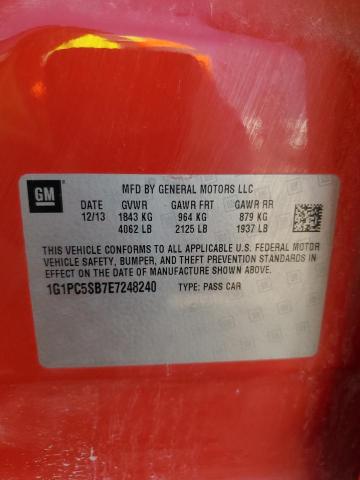 GM
MFD BY GENERAL MOTORS LLC
DATE GVWR GAWR FRT GAWR RR
12/13 1843 KG 964 KG 879 KG
4062 LB 2125 LB 1937 LB
THIS VEHICLE CONFORMS TO ALL APPLICABLE U.S. FEDERAL MOTOR
VEHICLE SAFETY, BUMPER, AND THEFT PREVENTION STANDARDS
IN EFFECT ON THE DATE OF MANUFACTURE SHOWN ABOVE.
1G1PC5SB7E7248240 TYPE: PASS CAR